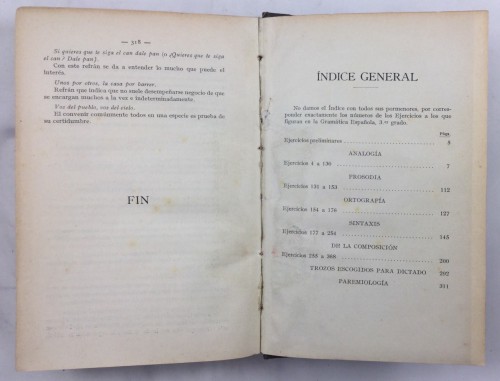 — 318 —
Si quieres que te siga el can dale pan (o ¿Quieres que te siga
el can? Dale pan).
Con este refrán se da a entender lo mucho que puede el
interés.
Unos por otros, la casa por barrer.
Refrán que indica que no suele desempeñarse negocio de que
se encargan muchos a la vez e indeterminadamente.
Voz del pueblo, voz del cielo.
El convenir comúnmente todos en una especie es prueba de
su certidumbre.
FIN
ÍNDICE GENERAL
No damos el Índice con todos sus pormenores, por corres-
ponder exactamente los números de los Ejercicios a los que
figuran en la Gramática Española, 3.er grado.
Págs.
Ejercicios preliminares 5
ANALOGÍA
Ejercicios 4 a 130 7
PROSODIA
Ejercicios 131 a 153 112
ORTOGRAFÍA
Ejercicios 154 a 176 127
SINTAXIS
Ejercicios 177 a 254 145
DE LA COMPOSICIÓN
Ejercicios 255 a 200
TROZOS ESCOGIDOS PARA DICTADO 202
PAREMIOLOGÍA 311